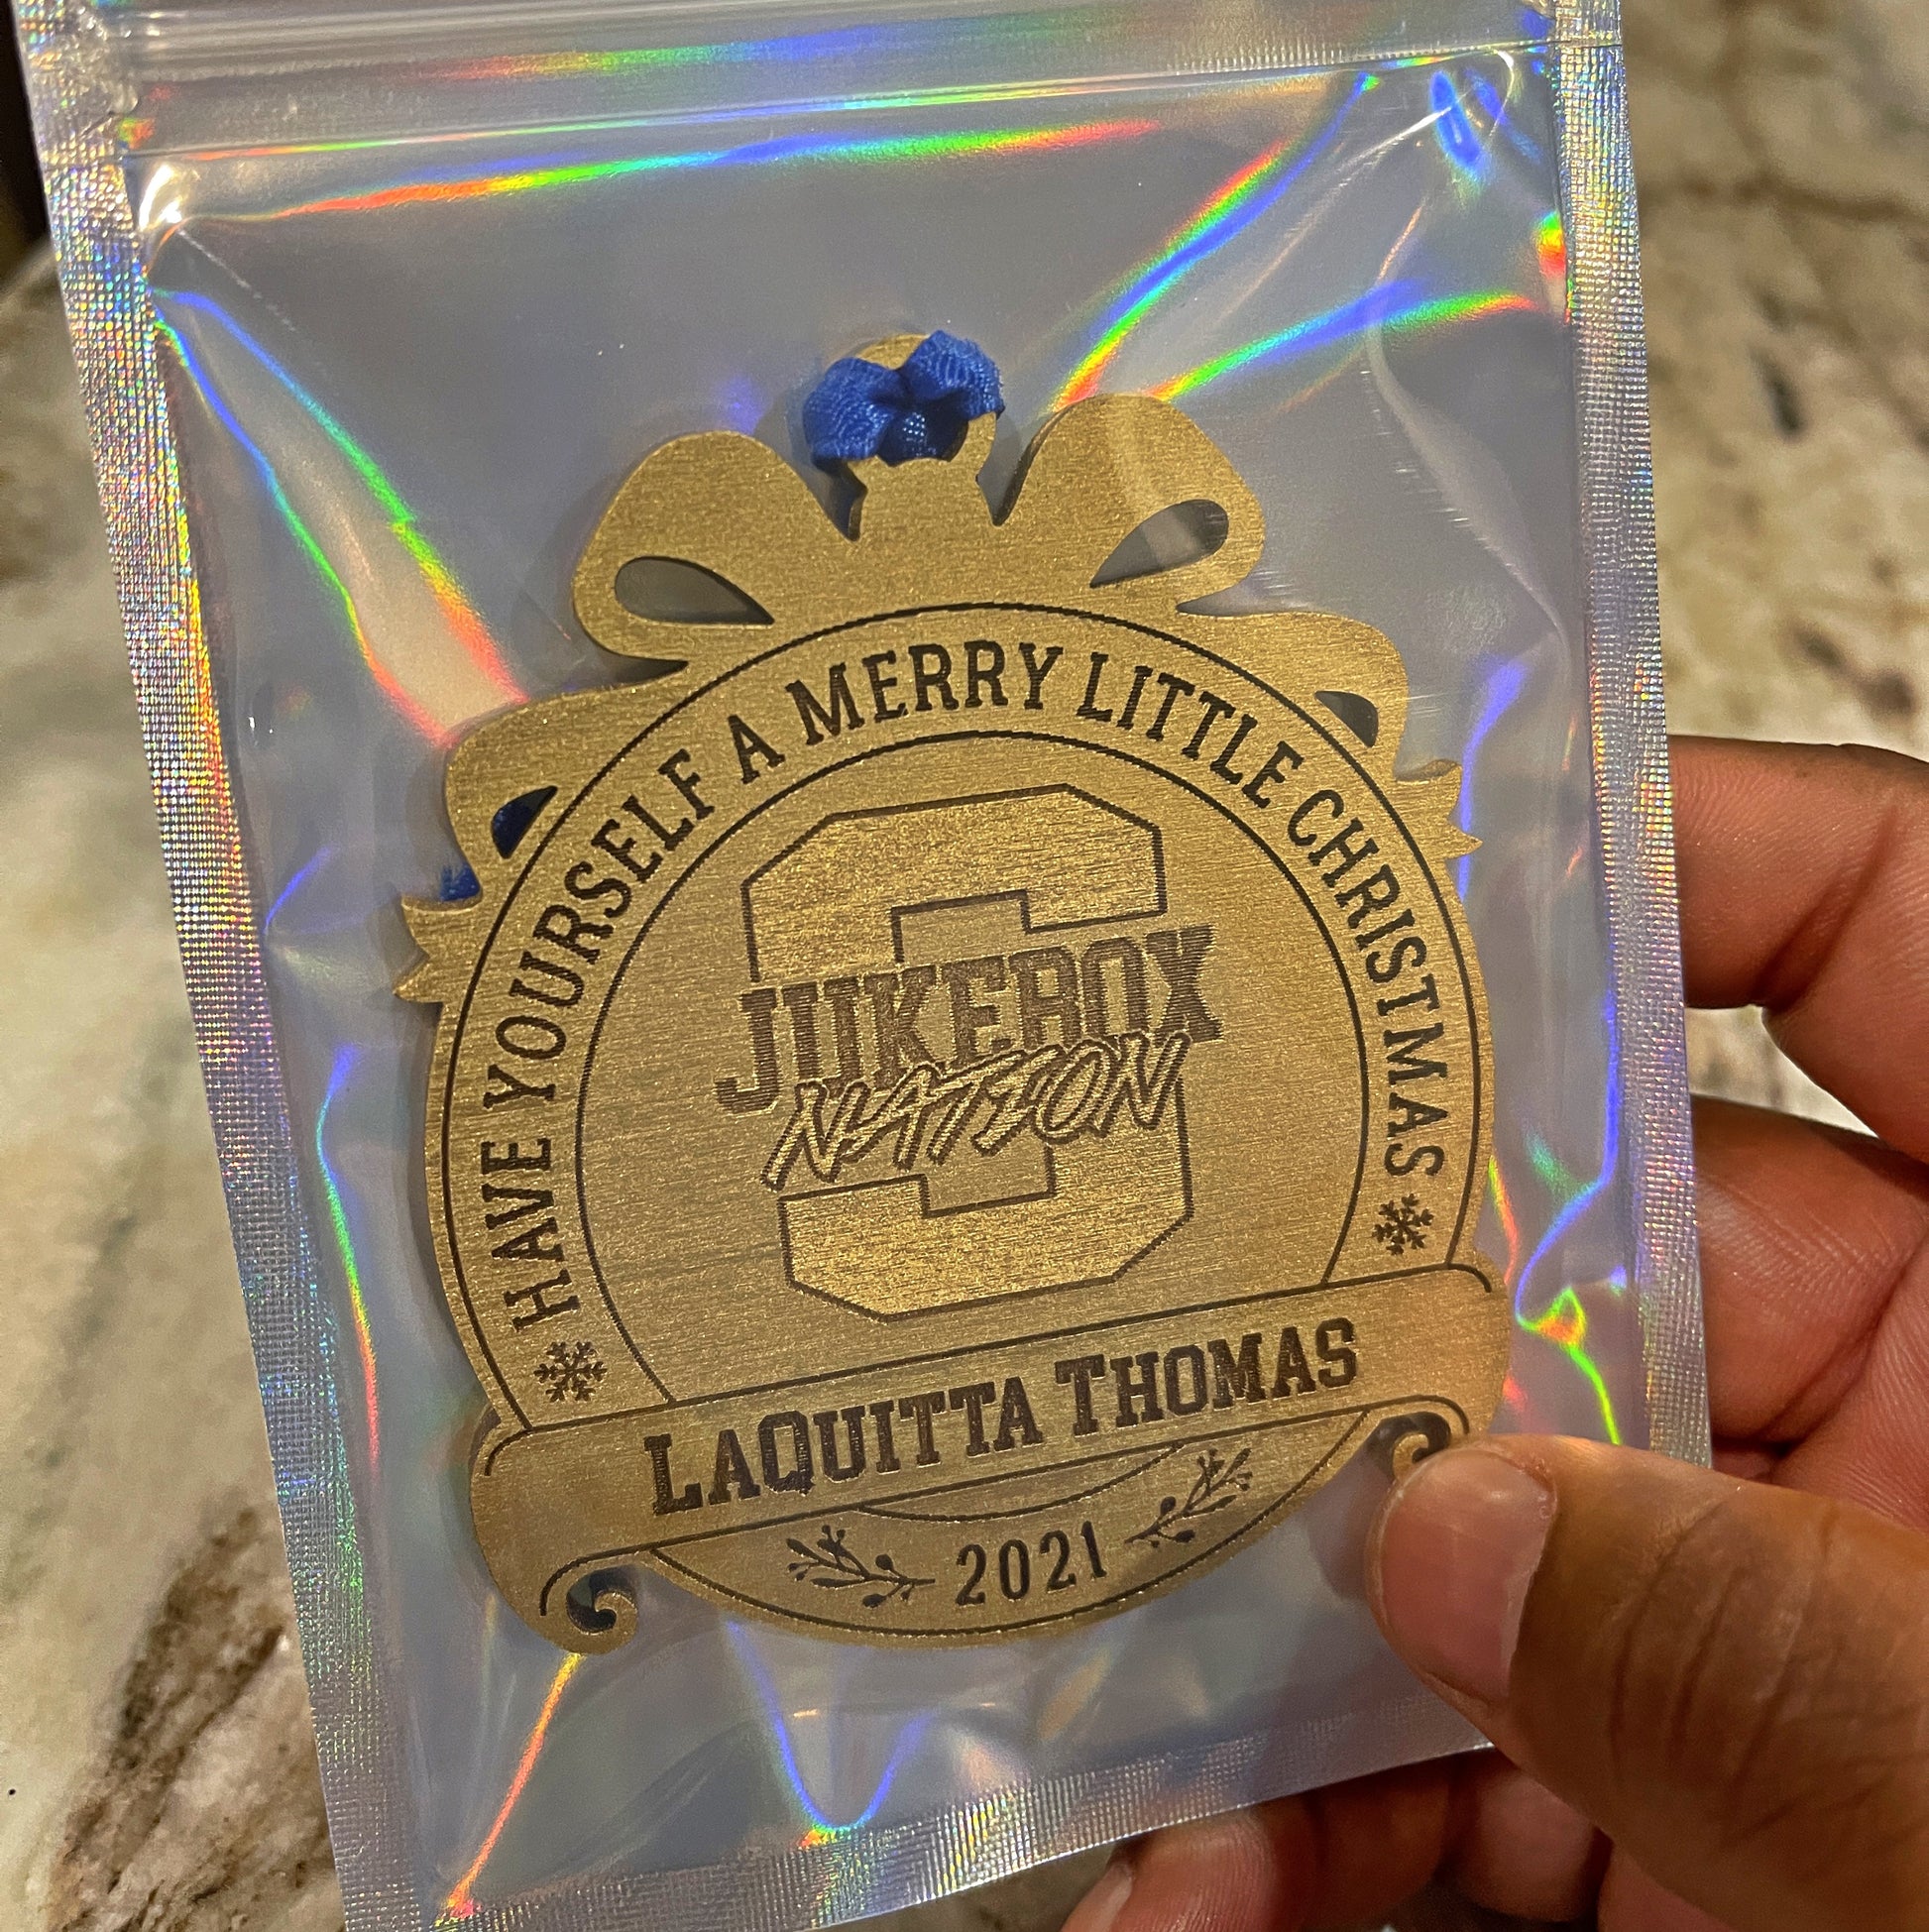 HAVE YOURSELF A MERRY LITTLE CHRISTMAS
S
JUKEBOX
NATION
LAQUITTA THOMAS
2021